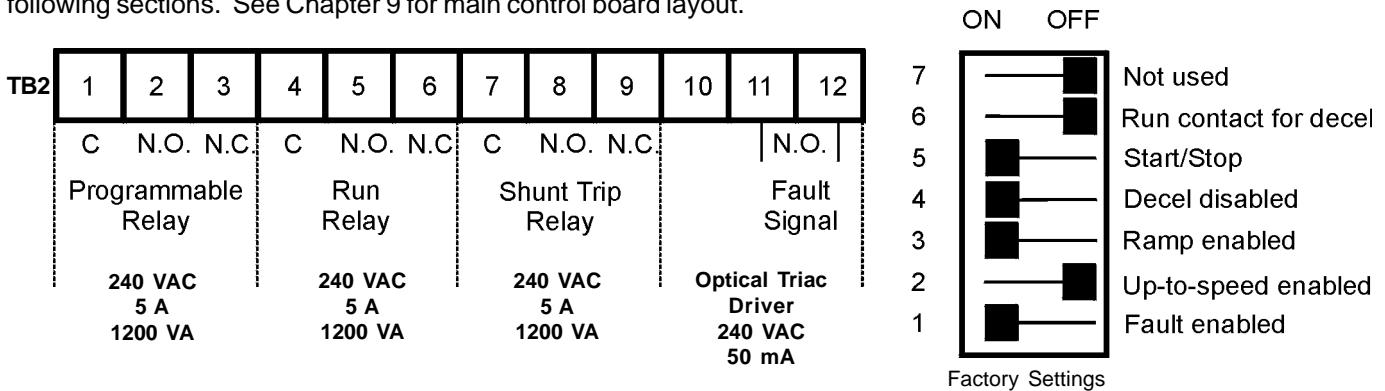 following sections. See Chapter 9 for main control board layout.
TB2 1 2 3 4 5 6 7 8 9 10 11 12
C N.O. N.C. C N.O. N.C C N.O. N.C. N.O.
Programmable Relay
Run Relay
Shunt Trip Relay
Fault Signal
240 VAC
5 A
1200 VA
240 VAC
5 A
1200 VA
240 VAC
5 A
1200 VA
Optical Triac
Driver
240 VAC
50 mA
ON OFF
7 Not used
6 Run contact for decel
5 Start/Stop
4 Decel disabled
3 Ramp enabled
2 Up-to-speed enabled
1 Fault enabled
Factory Settings